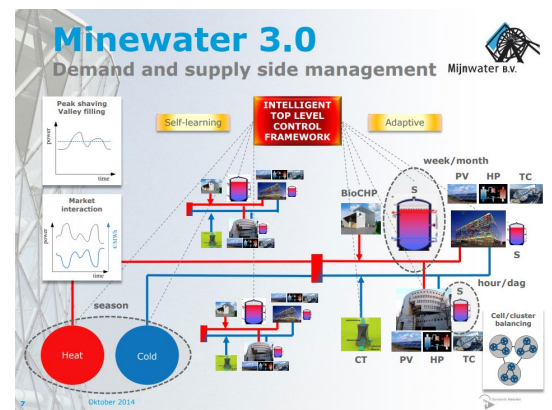 Minewater 3.0
Demand and supply side management
Mijnwater B.V.
Peak shaving
Valley filling
power
time
Self-learning
INTELLIGENT
TOP LEVEL
CONTROL
FRAMEWORK
Adaptive
week/month
Market
interaction
power
€/MWh
time
BioCHP
S
PV HP TC
S
season
hour/dag
S
Heat
Cold
CT
PV HP TC
Cell/cluster
balancing
7
Oktober 2014